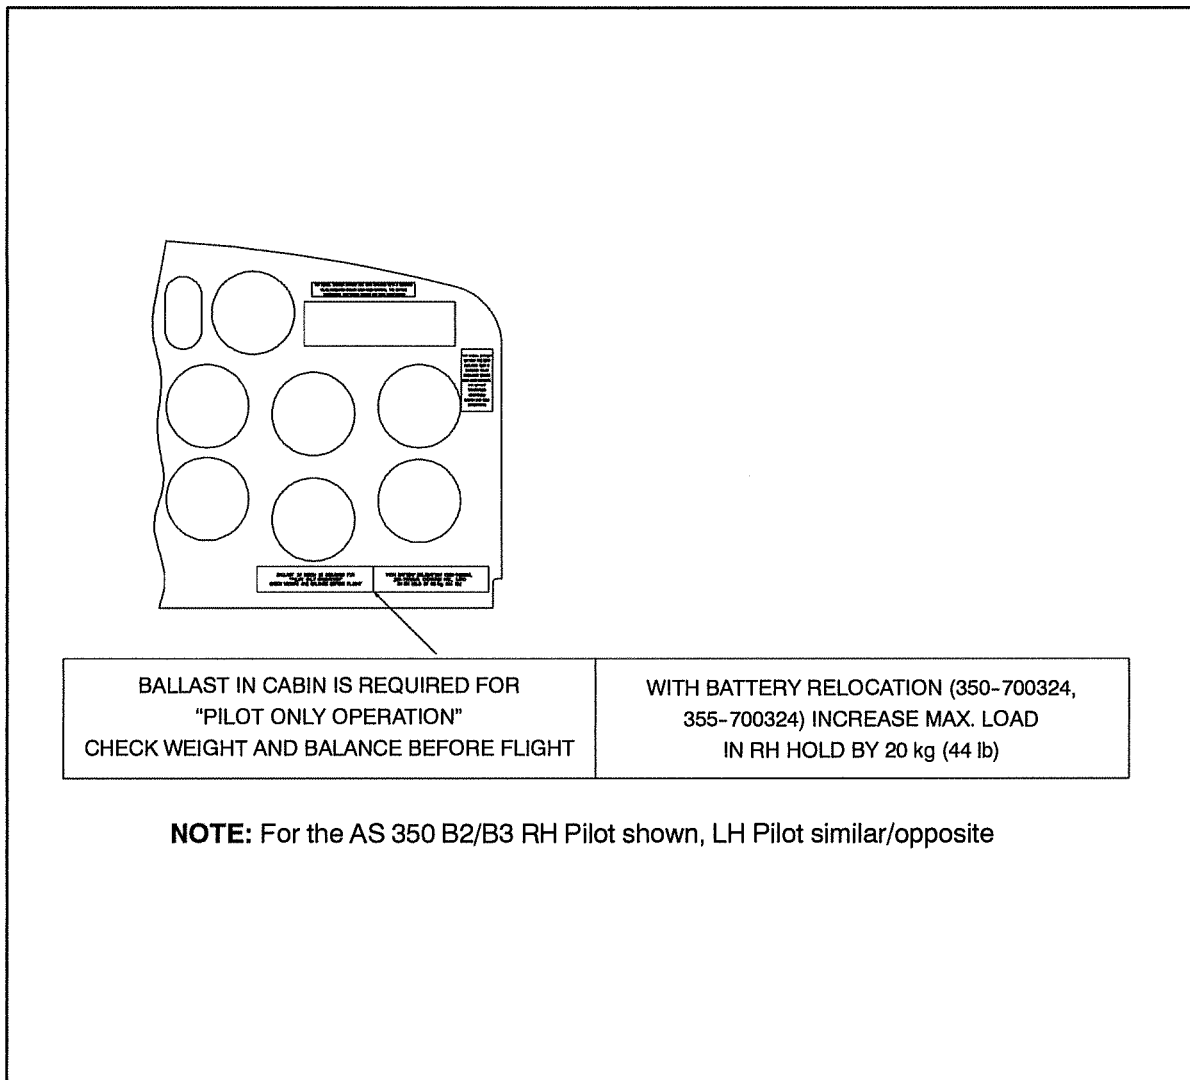 BALLAST IN CABIN IS REQUIRED FOR
"PILOT ONLY OPERATION"
CHECK WEIGHT AND BALANCE BEFORE FLIGHT
WITH BATTERY RELOCATION (350-700324,
355-700324) INCREASE MAX. LOAD
IN RH HOLD BY 20 kg (44 lb)
NOTE: For the AS 350 B2/B3 RH Pilot shown, LH Pilot similar/opposite